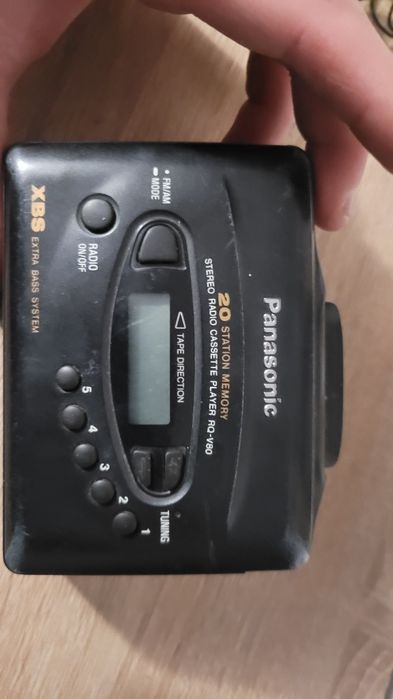 Panasonic
20 STATION MEMORY
STEREO RADIO CASSETTE PLAYER RQ-V80
FM/AM
MODE
TAPE DIRECTION
TUNING
RADIO
ON/OFF
5 4 3 2 1
XBS EXTRA BASS SYSTEM